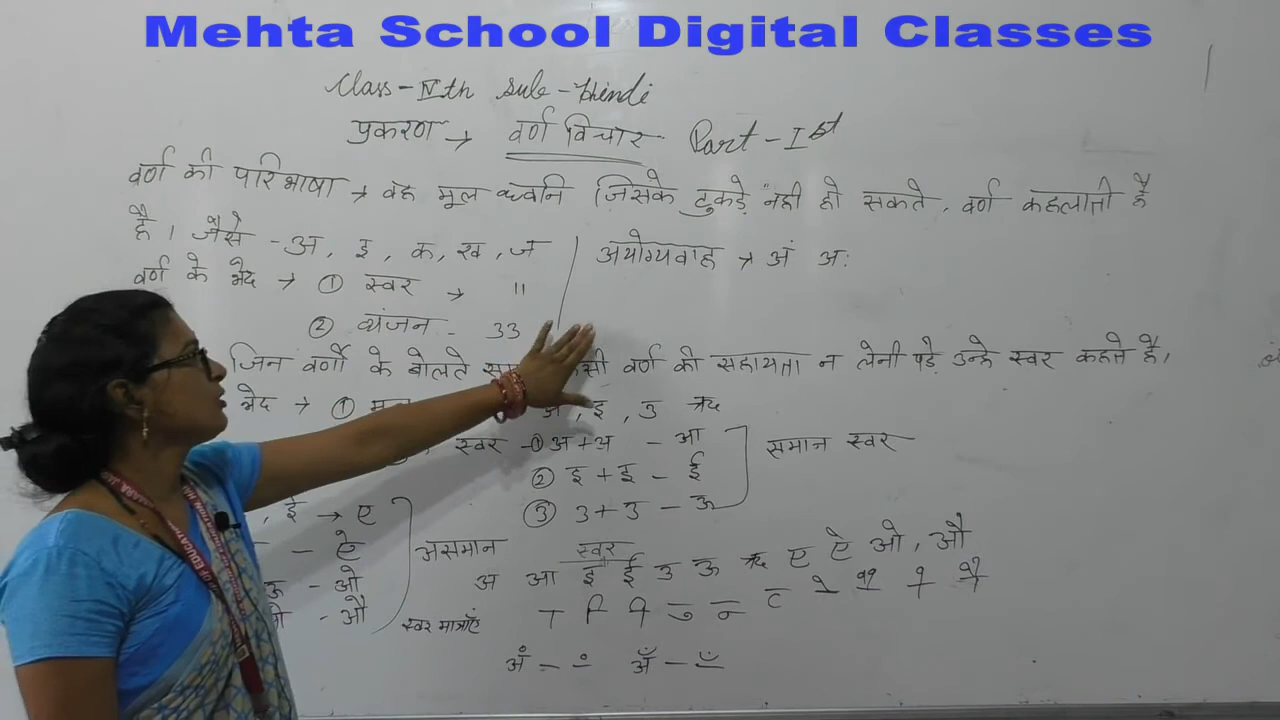 Mehta School Digital Classes
Class-IVth Sub-Hindi
प्रकरण → वर्ण विचार Part-Ist
वर्ण की परिभाषा → वह मूल ध्वनि जिसके टुकड़े नही हो सकते, वर्ण कहलाती है
है। जैसे - अ, इ, क, ख, ज
अयोग्यवाह → अं अः
वर्ण के भेद → ① स्वर → 11
② व्यंजन - 33
जिन वर्णो के बोलते वर्ण की सहायता न लेनी पड़े उन्हे स्वर कहते है।
भेद → ① अ, इ, उ ऋ
स्वर - ① अ+अ - आ
② इ+इ - ई
③ उ+उ - ऊ
समान स्वर
, ई → ए
- ऐ
ऊ - ओ
- औ
असमान
स्वर
अ आ इ ई उ ऊ ऋ ए ऐ ओ, औ
स्वर मात्राएं ा ि ी ु ू ृ े ै ो ौ
अं - ं अँ - ँ